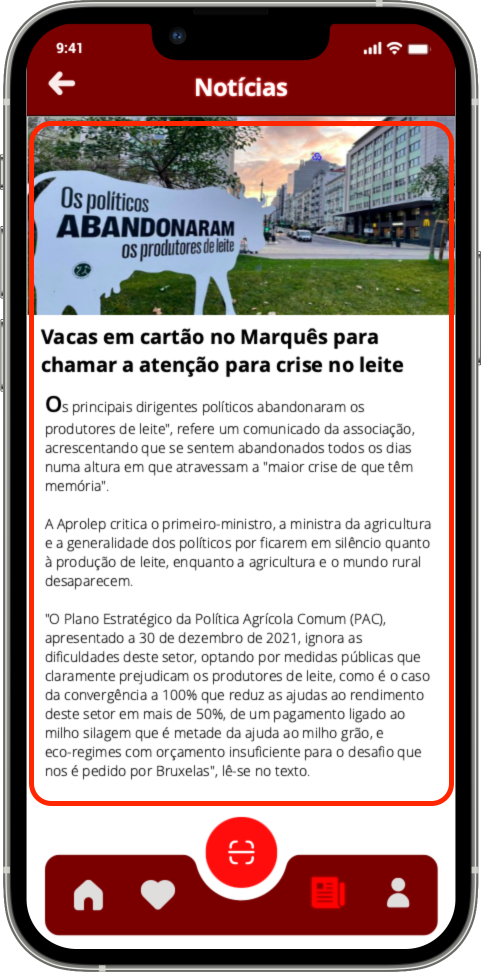 9:41
Notícias
Os políticos
ABANDONARAM
os produtores de leite
Vacas em cartão no Marquês para
chamar a atenção para crise no leite
Os principais dirigentes políticos abandonaram os
produtores de leite", refere um comunicado da associação,
acrescentando que se sentem abandonados todos os dias
numa altura em que atravessam a "maior crise de que têm
memória".
A Aprolep critica o primeiro-ministro, a ministra da agricultura
e a generalidade dos políticos por ficarem em silêncio quanto
à produção de leite, enquanto a agricultura e o mundo rural
desaparecem.
"O Plano Estratégico da Política Agrícola Comum (PAC),
apresentado a 30 de dezembro de 2021, ignora as
dificuldades deste setor, optando por medidas públicas que
claramente prejudicam os produtores de leite, como é o caso
da convergência a 100% que reduz as ajudas ao rendimento
deste setor em mais de 50%, de um pagamento ligado ao
milho silagem que é metade da ajuda ao milho grão, e
eco-regimes com orçamento insuficiente para o desafio que
nos é pedido por Bruxelas", lê-se no texto.